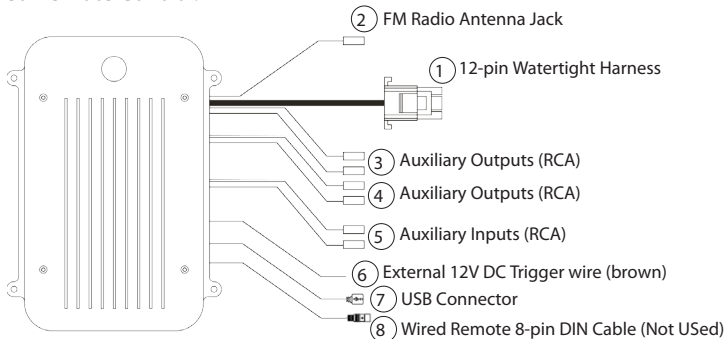 2 FM Radio Antenna Jack
1 12-pin Watertight Harness
3 Auxiliary Outputs (RCA)
4 Auxiliary Outputs (RCA)
5 Auxiliary Inputs (RCA)
6 External 12V DC Trigger wire (brown)
7 USB Connector
8 Wired Remote 8-pin DIN Cable (Not USed)